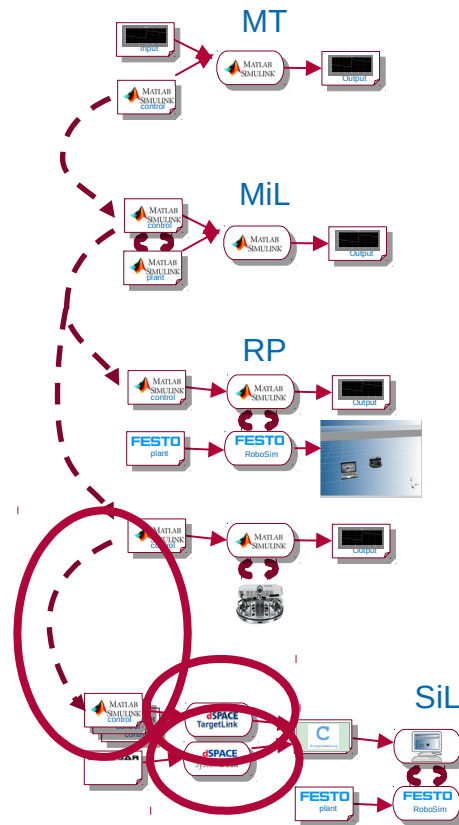 MT
Input
MATLAB
SIMULINK
Output
MATLAB
SIMULINK
control
MiL
MATLAB
SIMULINK
control
MATLAB
SIMULINK
Output
MATLAB
SIMULINK
plant
RP
MATLAB
SIMULINK
control
MATLAB
SIMULINK
Output
FESTO
plant
FESTO
RoboSim
MATLAB
SIMULINK
control
MATLAB
SIMULINK
Output
SiL
MATLAB
SIMULINK
control
dSPACE
TargetLink
C
Programming
dSPACE
FESTO
plant
FESTO
RoboSim